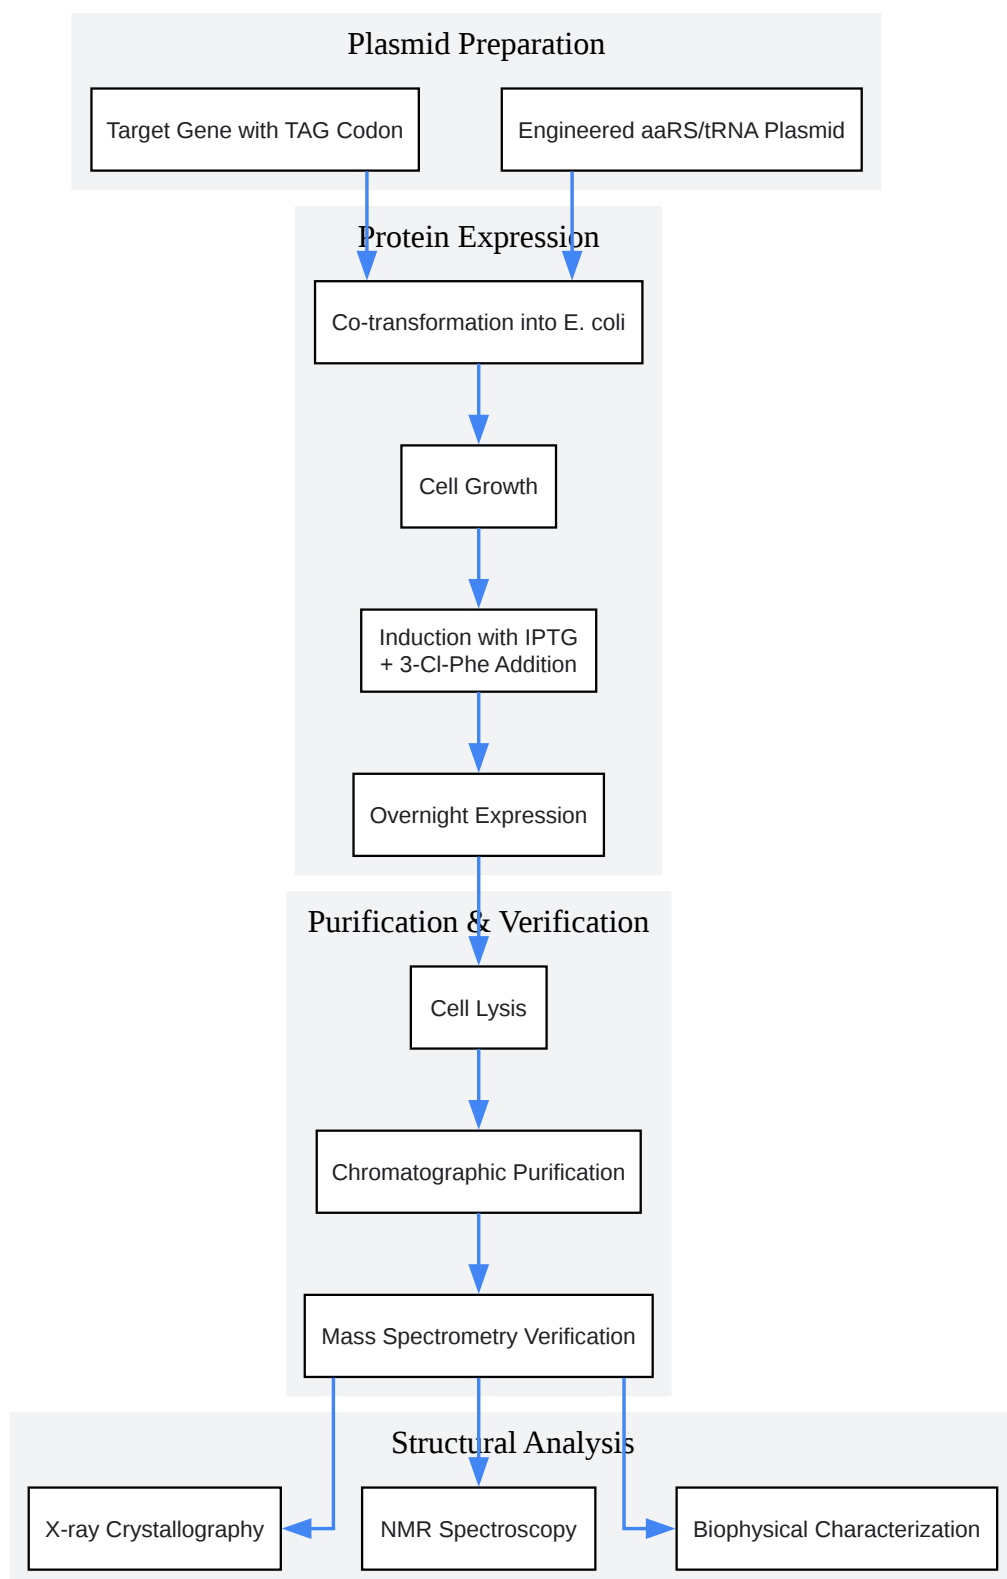 Plasmid Preparation
Target Gene with TAG Codon
Engineered aaRS/tRNA Plasmid
Protein Expression
Co-transformation into E. coli
Cell Growth
Induction with IPTG
+ 3-Cl-Phe Addition
Overnight Expression
Purification & Verification
Cell Lysis
Chromatographic Purification
Mass Spectrometry Verification
Structural Analysis
X-ray Crystallography
NMR Spectroscopy
Biophysical Characterization